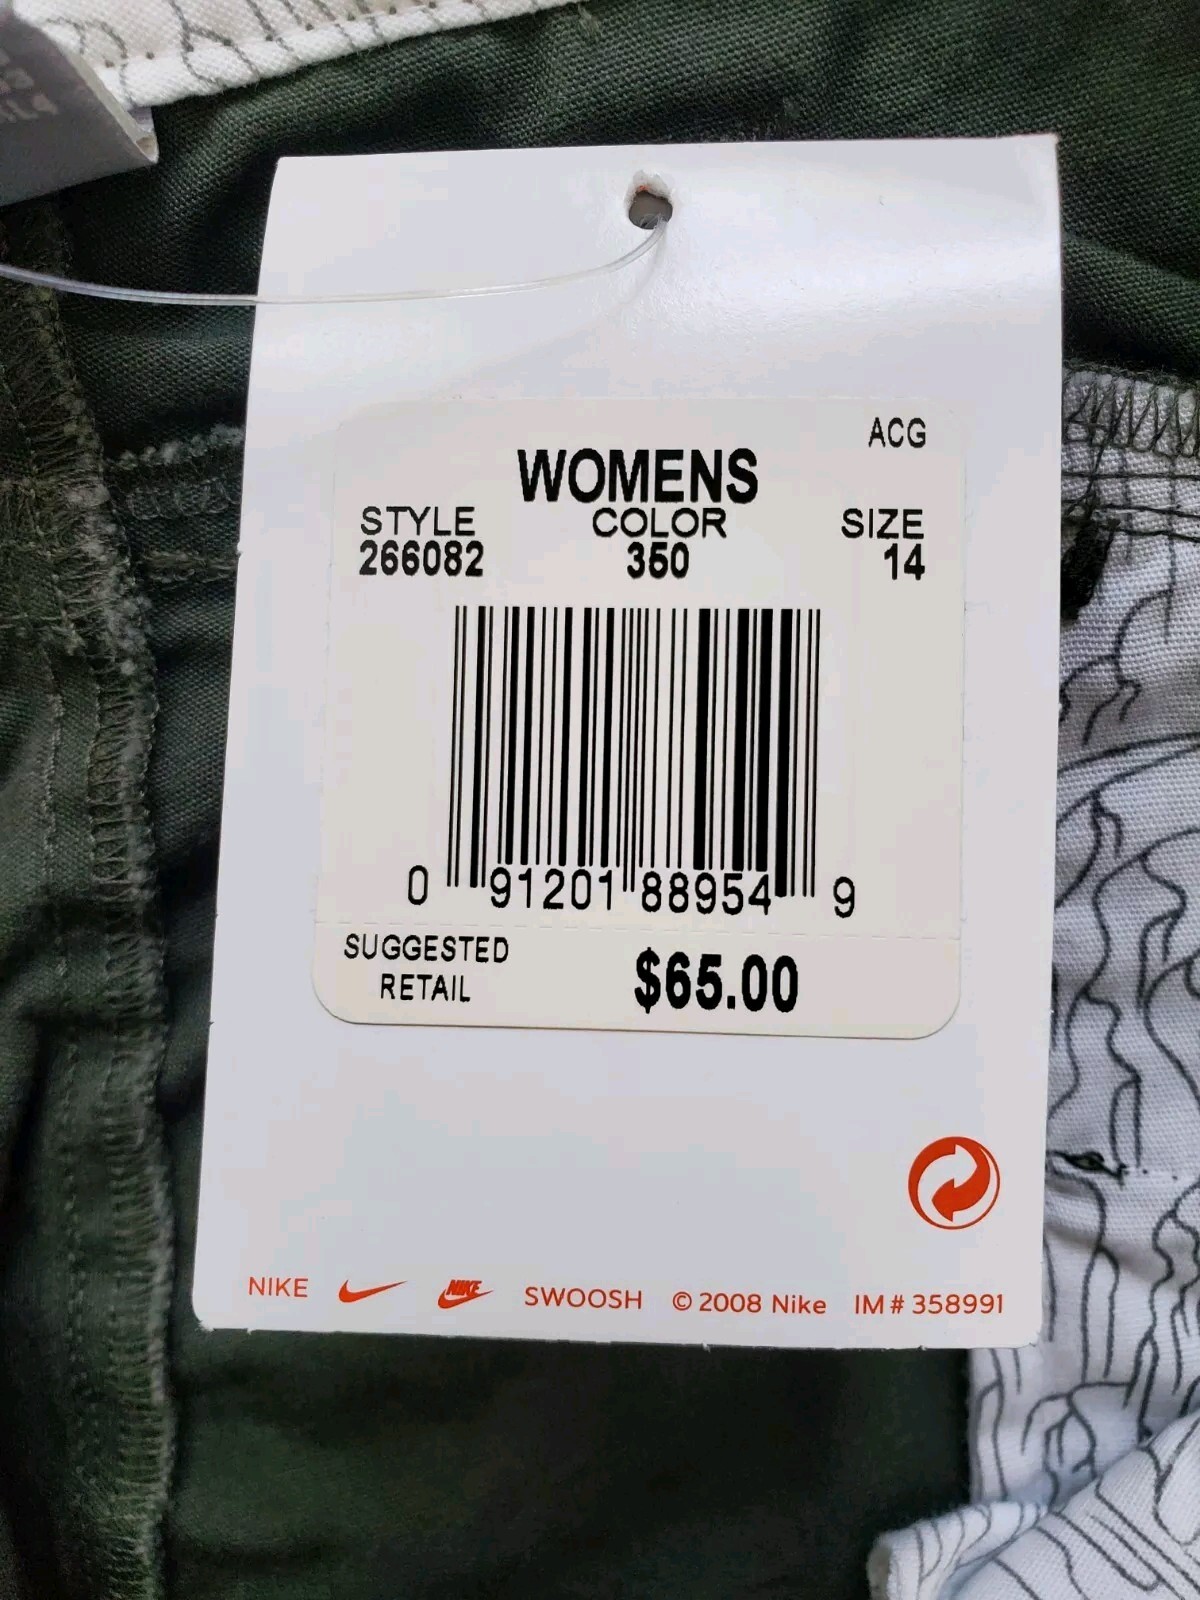 ACG
WOMENS
STYLE COLOR SIZE
266082 350 14
0 91201 88954 9
SUGGESTED
RETAIL $65.00
NIKE NIKE SWOOSH © 2008 Nike IM # 358991